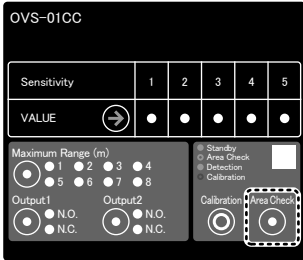 OVS-01CC
Sensitivity 1 2 3 4 5
VALUE
Maximum Range (m)
1 2 3 4
5 6 7 8
Standby
Area Check
Detection
Calibration
Output1 Output2
N.O. N.O.
N.C. N.C.
Calibration Area Check